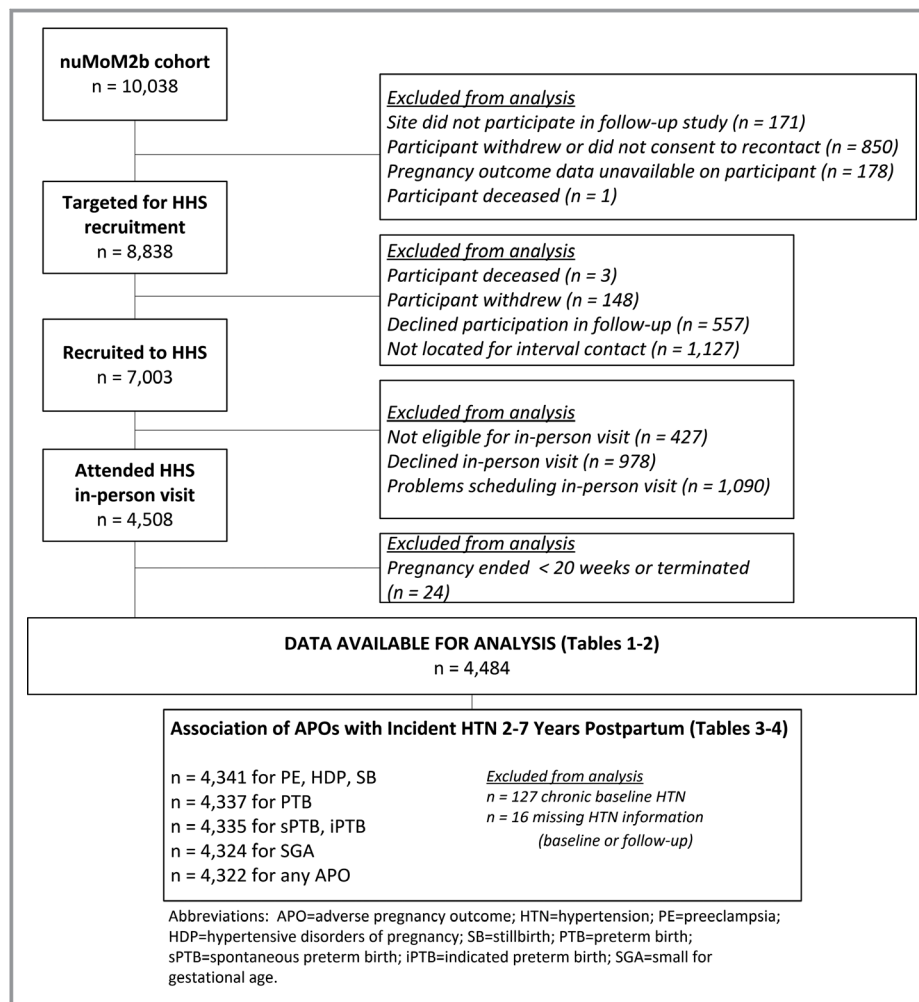 nuMoM2b cohort
n = 10,038
Excluded from analysis
Site did not participate in follow-up study (n = 171)
Participant withdrew or did not consent to recontact (n = 850)
Pregnancy outcome data unavailable on participant (n = 178)
Participant deceased (n = 1)
Targeted for HHS
recruitment
n = 8,838
Excluded from analysis
Participant deceased (n = 3)
Participant withdrew (n = 148)
Declined participation in follow-up (n = 557)
Not located for interval contact (n = 1,127)
Recruited to HHS
n = 7,003
Excluded from analysis
Not eligible for in-person visit (n = 427)
Declined in-person visit (n = 978)
Problems scheduling in-person visit (n = 1,090)
Attended HHS
in-person visit
n = 4,508
Excluded from analysis
Pregnancy ended < 20 weeks or terminated
(n = 24)
DATA AVAILABLE FOR ANALYSIS (Tables 1-2)
n = 4,484
Association of APOs with Incident HTN 2-7 Years Postpartum (Tables 3-4)
n = 4,341 for PE, HDP, SB
n = 4,337 for PTB
n = 4,335 for sPTB, iPTB
n = 4,324 for SGA
n = 4,322 for any APO
Excluded from analysis
n = 127 chronic baseline HTN
n = 16 missing HTN information
(baseline or follow-up)
Abbreviations: APO=adverse pregnancy outcome; HTN=hypertension; PE=preeclampsia;
HDP=hypertensive disorders of pregnancy; SB=stillbirth; PTB=preterm birth;
sPTB=spontaneous preterm birth; iPTB=indicated preterm birth; SGA=small for
gestational age.